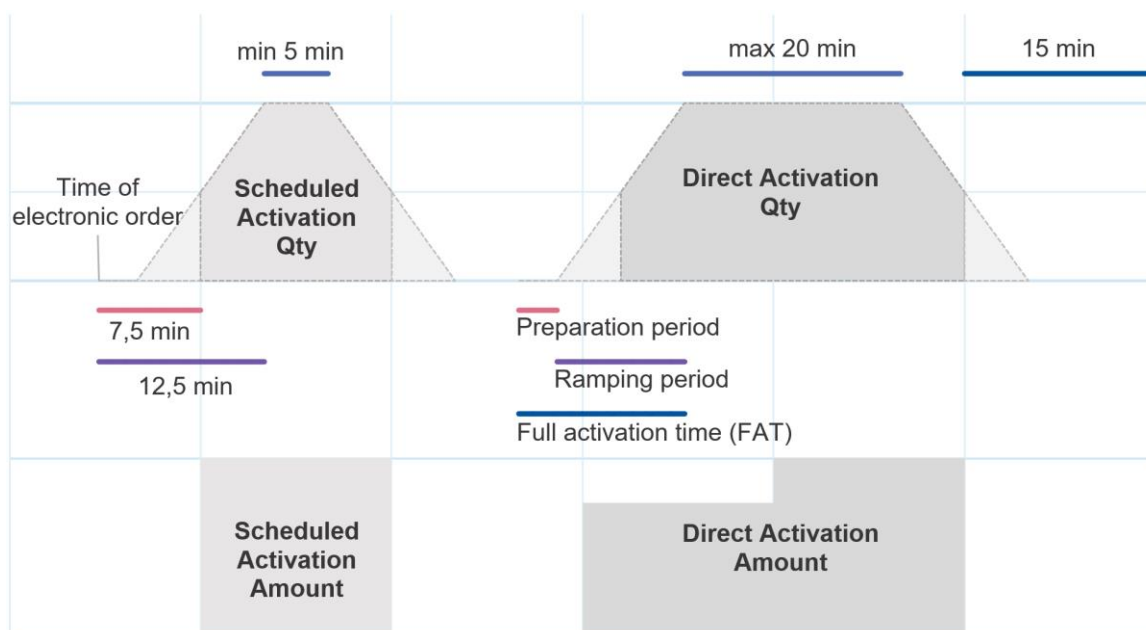 min 5 min
max 20 min
15 min
Time of
electronic order
Scheduled
Activation
Qty
Direct Activation
Qty
7,5 min
12,5 min
Preparation period
Ramping period
Full activation time (FAT)
Scheduled
Activation
Amount
Direct Activation
Amount